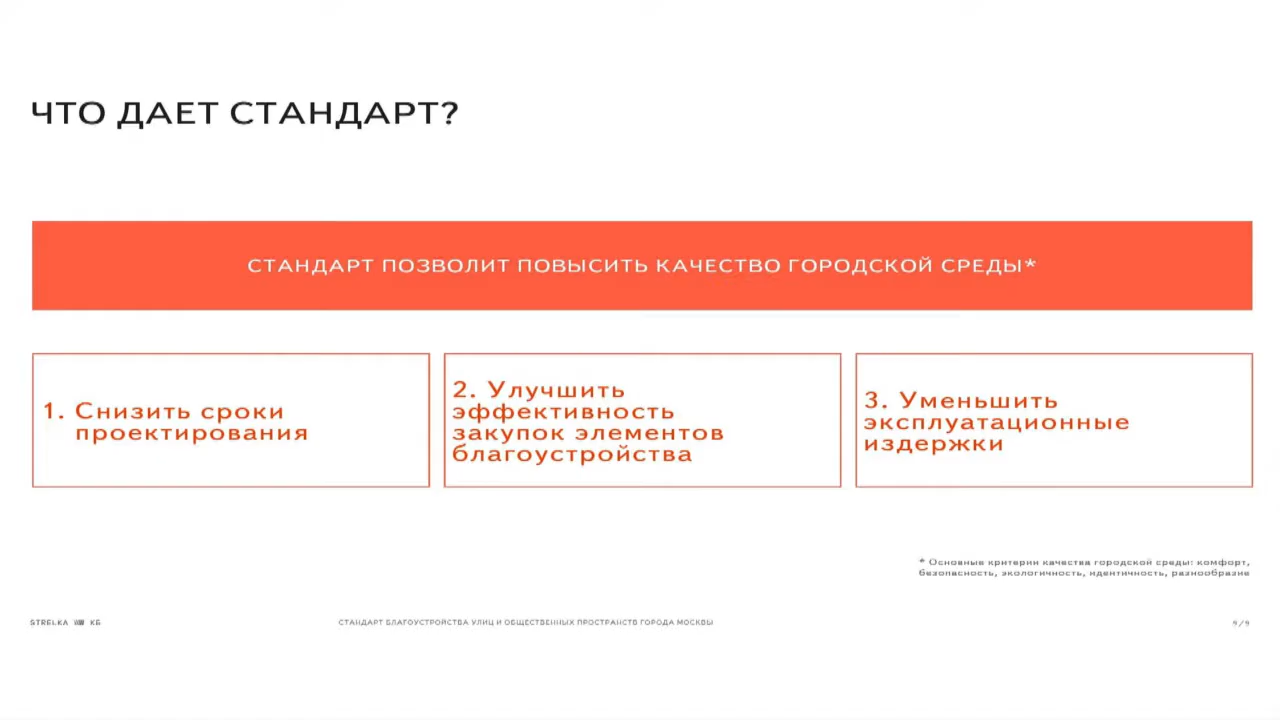 ЧТО ДАЕТ СТАНДАРТ?
СТАНДАРТ ПОЗВОЛИТ ПОВЫСИТЬ КАЧЕСТВО ГОРОДСКОЙ СРЕДЫ*
1. Снизить сроки
проектирования
2. Улучшить
эффективность
закупок элементов
благоустройства
3. Уменьшить
эксплуатационные
издержки
* Основные критерии качества городской среды: комфорт,
безопасность, экологичность, идентичность, разнообразие
STRELKA КБ
СТАНДАРТ БЛАГОУСТРОЙСТВА УЛИЦ И ОБЩЕСТВЕННЫХ ПРОСТРАНСТВ ГОРОДА МОСКВЫ
9/9